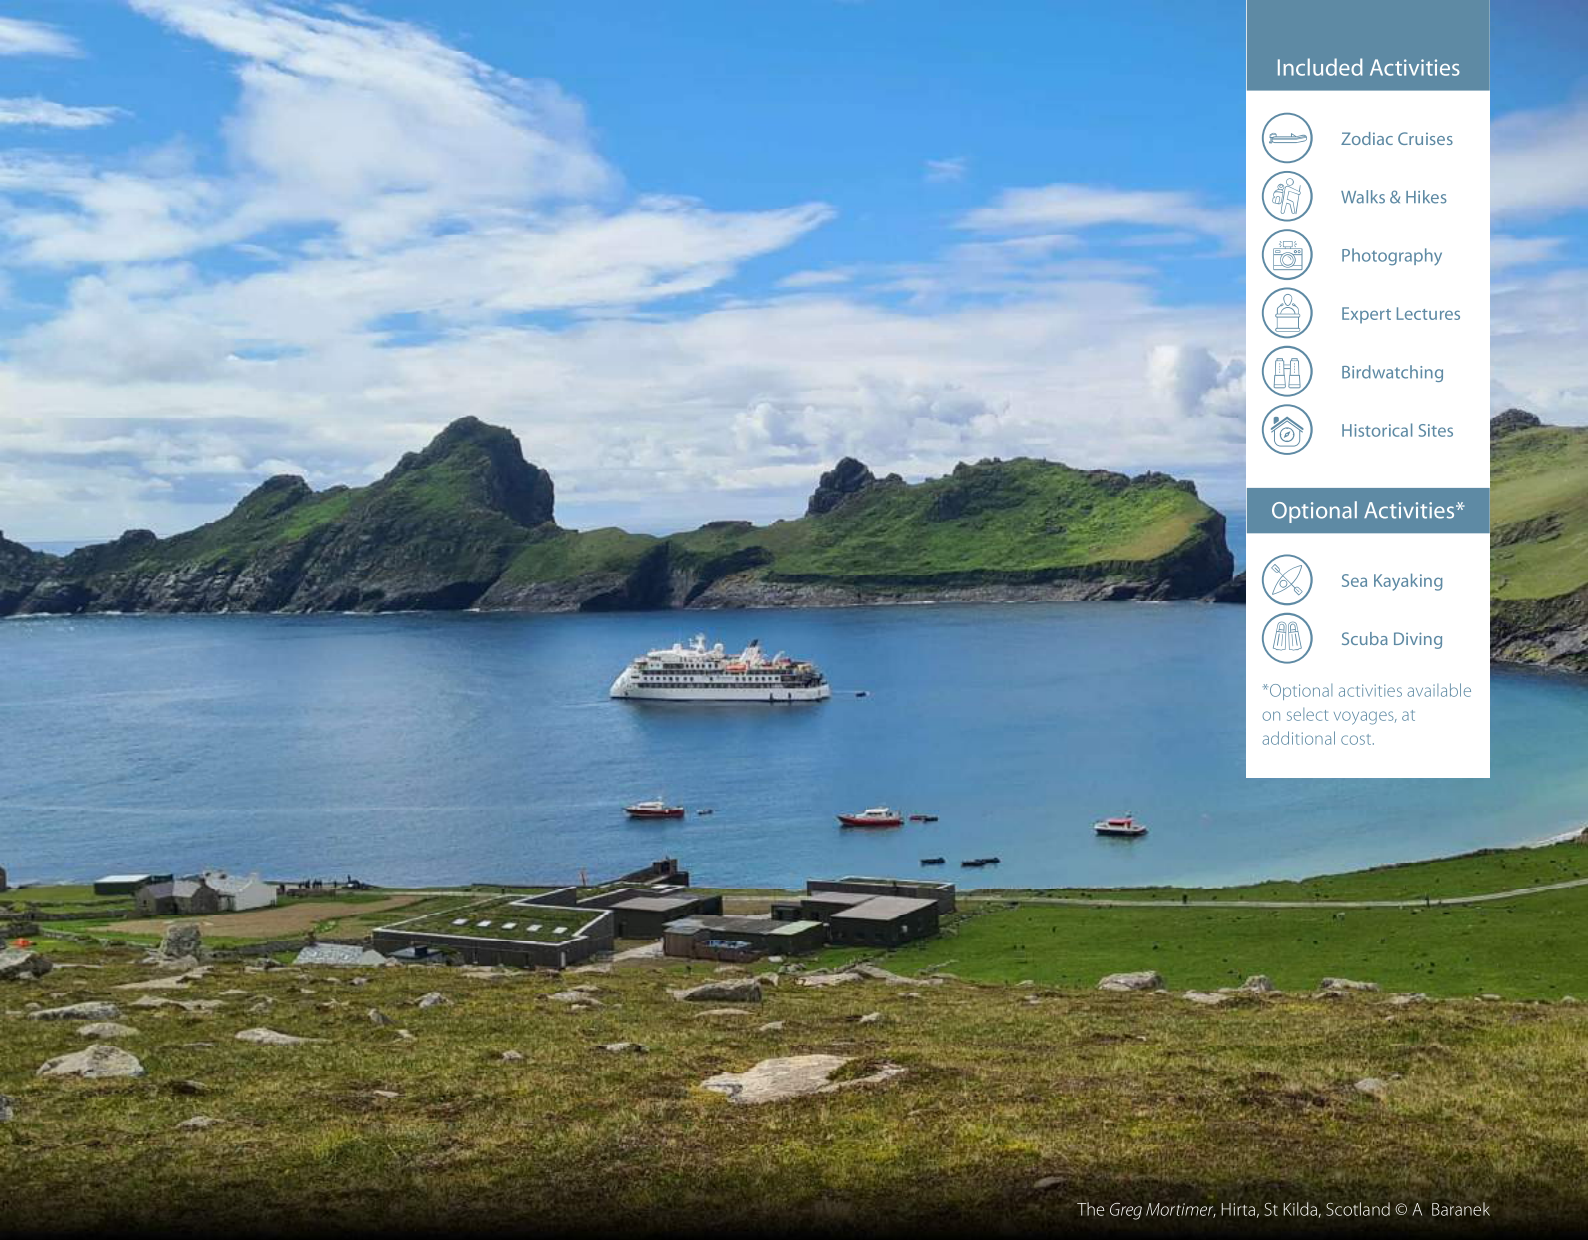 Included Activities
Zodiac Cruises
Walks & Hikes
Photography
Expert Lectures
Birdwatching
Historical Sites
Optional Activities*
Sea Kayaking
Scuba Diving
*Optional activities available
on select voyages, at
additional cost.
The Greg Mortimer, Hirta, St Kilda, Scotland © A Baranek